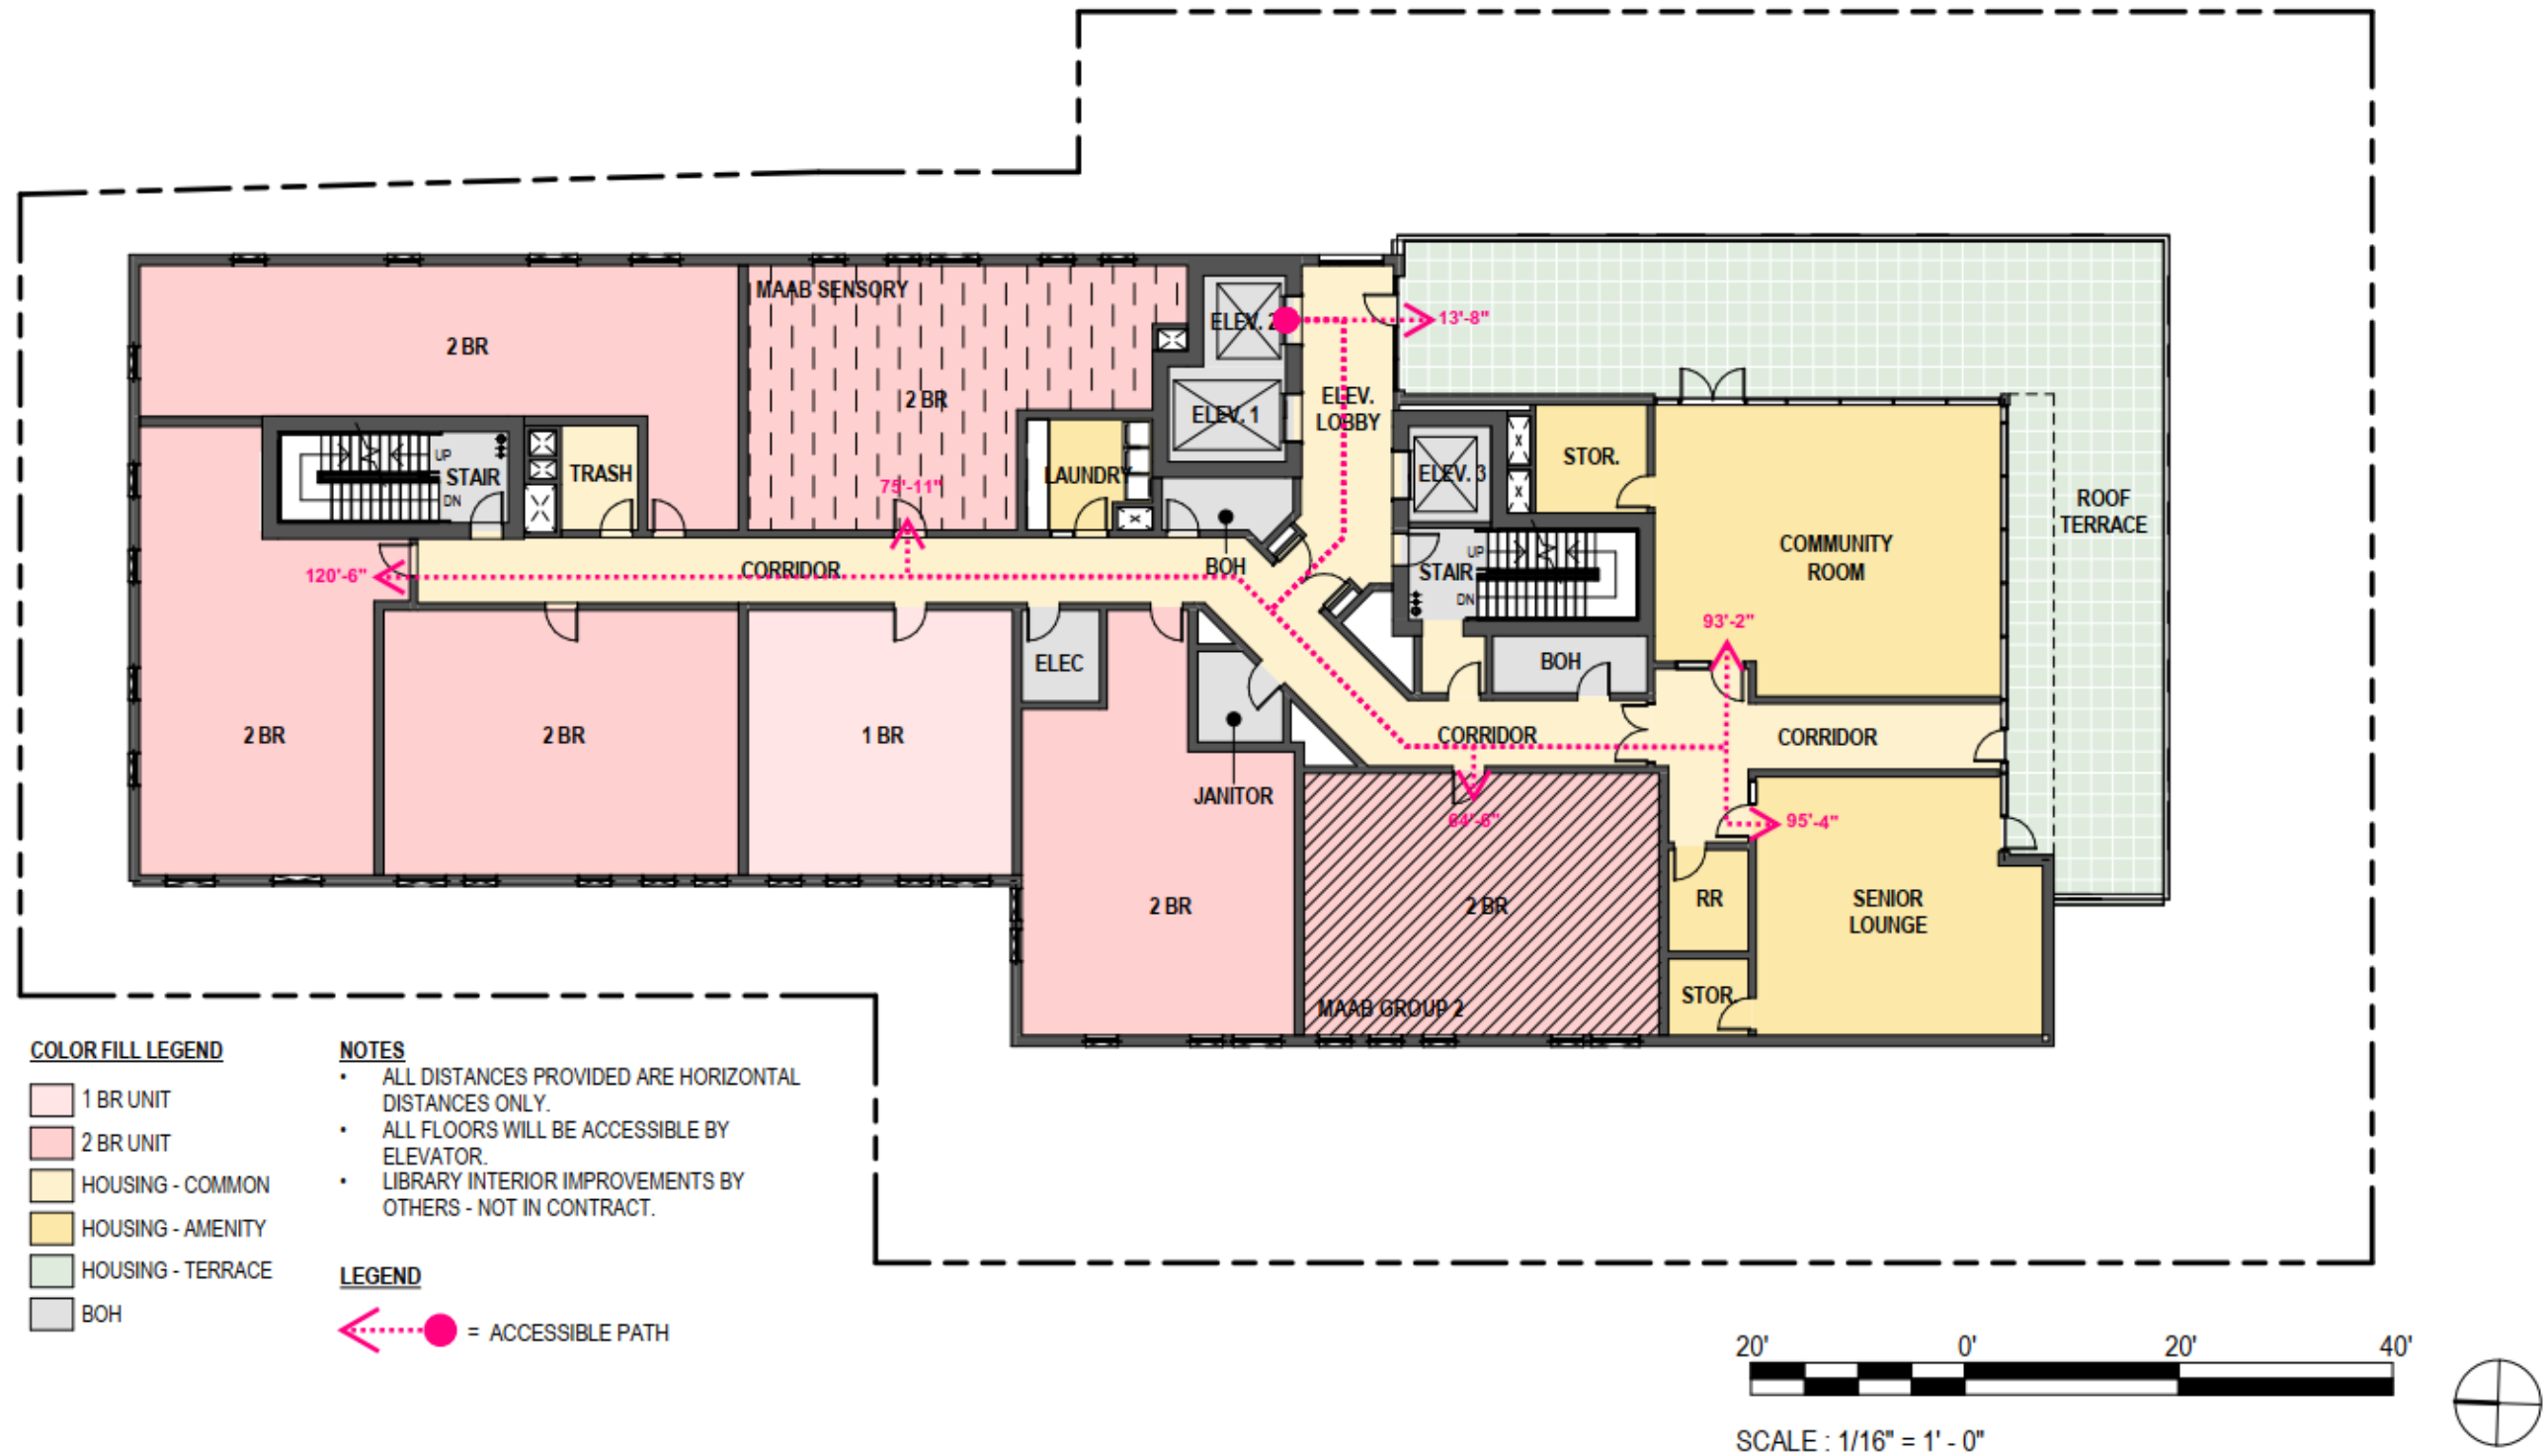 MAAB SENSORY
ELEV. 2
13'-8"
2 BR
2 BR
ELEV. 1
ELEV.
LOBBY
UP
STAIR
DN
TRASH
LAUNDRY
75'-11"
ELEV. 3
STOR.
ROOF
TERRACE
COMMUNITY
ROOM
120'-6"
CORRIDOR
BOH
UP
STAIR
DN
93'-2"
ELEC
BOH
2 BR
2 BR
1 BR
CORRIDOR
CORRIDOR
JANITOR
64'-6"
95'-4"
2 BR
2 BR
RR
SENIOR
LOUNGE
STOR.
MAAB GROUP 2
COLOR FILL LEGEND
1 BR UNIT
2 BR UNIT
HOUSING - COMMON
HOUSING - AMENITY
HOUSING - TERRACE
BOH
NOTES
• ALL DISTANCES PROVIDED ARE HORIZONTAL
DISTANCES ONLY.
• ALL FLOORS WILL BE ACCESSIBLE BY
ELEVATOR.
• LIBRARY INTERIOR IMPROVEMENTS BY
OTHERS - NOT IN CONTRACT.
LEGEND
= ACCESSIBLE PATH
20' 0' 20' 40'
SCALE : 1/16" = 1' - 0"